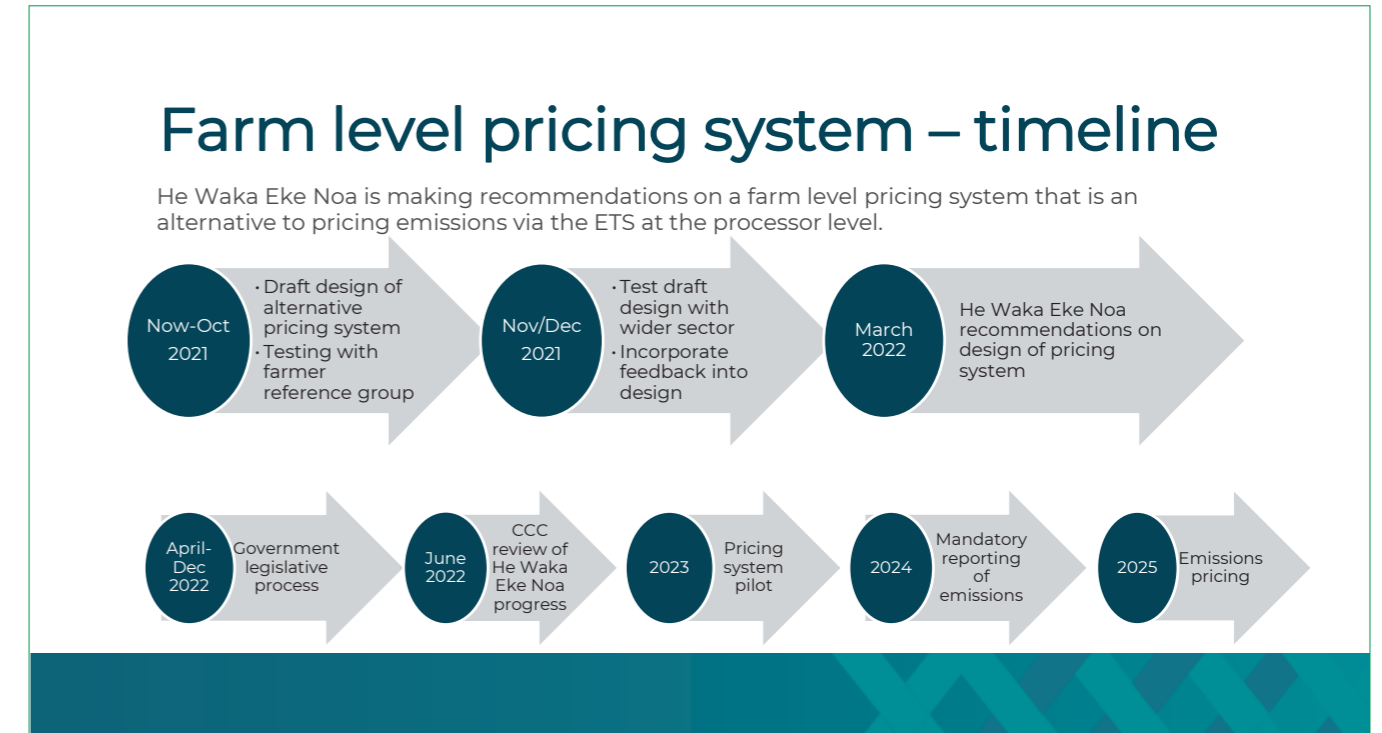 Farm level pricing system – timeline
He Waka Eke Noa is making recommendations on a farm level pricing system that is an
alternative to pricing emissions via the ETS at the processor level.
Now-Oct
2021
• Draft design of
alternative
pricing system
• Testing with
farmer
reference group
Nov/Dec
2021
• Test draft
design with
wider sector
• Incorporate
feedback into
design
March
2022
He Waka Eke Noa
recommendations on
design of pricing
system
April-
Dec
2022
Government
legislative
process
June
2022
CCC
review of
He Waka
Eke Noa
progress
2023
Pricing
system
pilot
2024
Mandatory
reporting
of
emissions
2025
Emissions
pricing